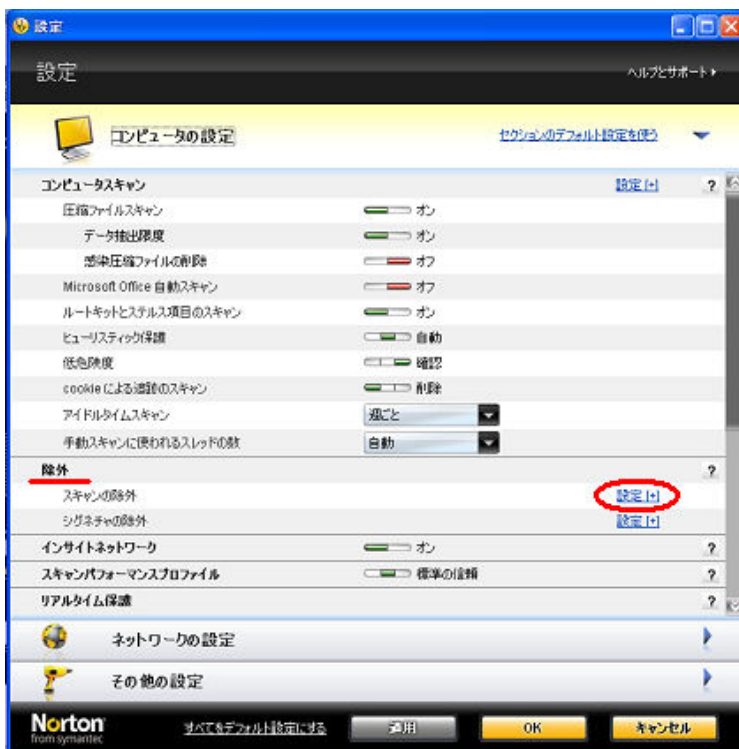 設定
設定
ヘルプとサポート
コンピュータの設定 セクションのデフォルト設定を使う
コンピュータスキャン 設定 [+] ?
圧縮ファイルスキャン オン
データ抽出限度 オン
感染圧縮ファイルの削除 オフ
Microsoft Office 自動スキャン オフ
ルートキットとステルス項目のスキャン オン
ヒューリスティック保護 自動
低危険度 確認
cookie による追跡のスキャン 削除
アイドルタイムスキャン 週ごと
手動スキャンに使われるスレッドの数 自動
除外 ?
スキャンの除外 設定 [+]
シグネチャの除外 設定 [+]
インサイトネットワーク オン ?
スキャンパフォーマンスプロファイル 標準の信頼 ?
リアルタイム保護 ?
ネットワークの設定
その他の設定
Norton from symantec すべてをデフォルト設定にする 適用 OK キャンセル